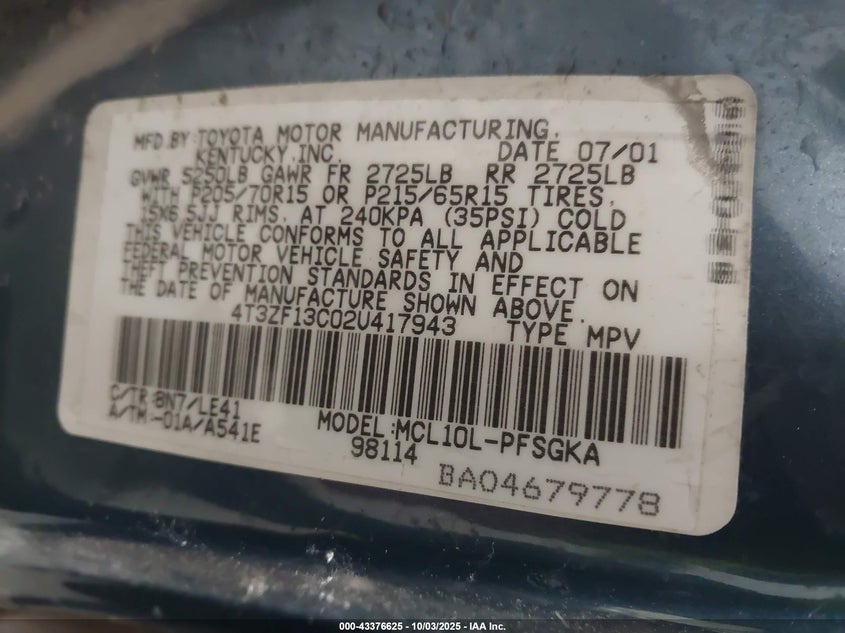 MFD.BY:TOYOTA MOTOR MANUFACTURING,
KENTUCKY,INC. DATE 07/01
GVWR 5250LB GAWR FR 2725LB RR 2725LB
WITH P205/70R15 OR P215/65R15 TIRES,
15X6.5JJ RIMS, AT 240KPA (35PSI) COLD
THIS VEHICLE CONFORMS TO ALL APPLICABLE
FEDERAL MOTOR VEHICLE SAFETY AND
THEFT PREVENTION STANDARDS IN EFFECT ON
THE DATE OF MANUFACTURE SHOWN ABOVE.
4T3ZF13C02U417943 TYPE MPV
C/TR:8N7/LE41
A/TM:-01A/A541E
MODEL:MCL10L-PFSGKA
98114
BA04679778
000-43376625 - 10/03/2025 - IAA Inc.